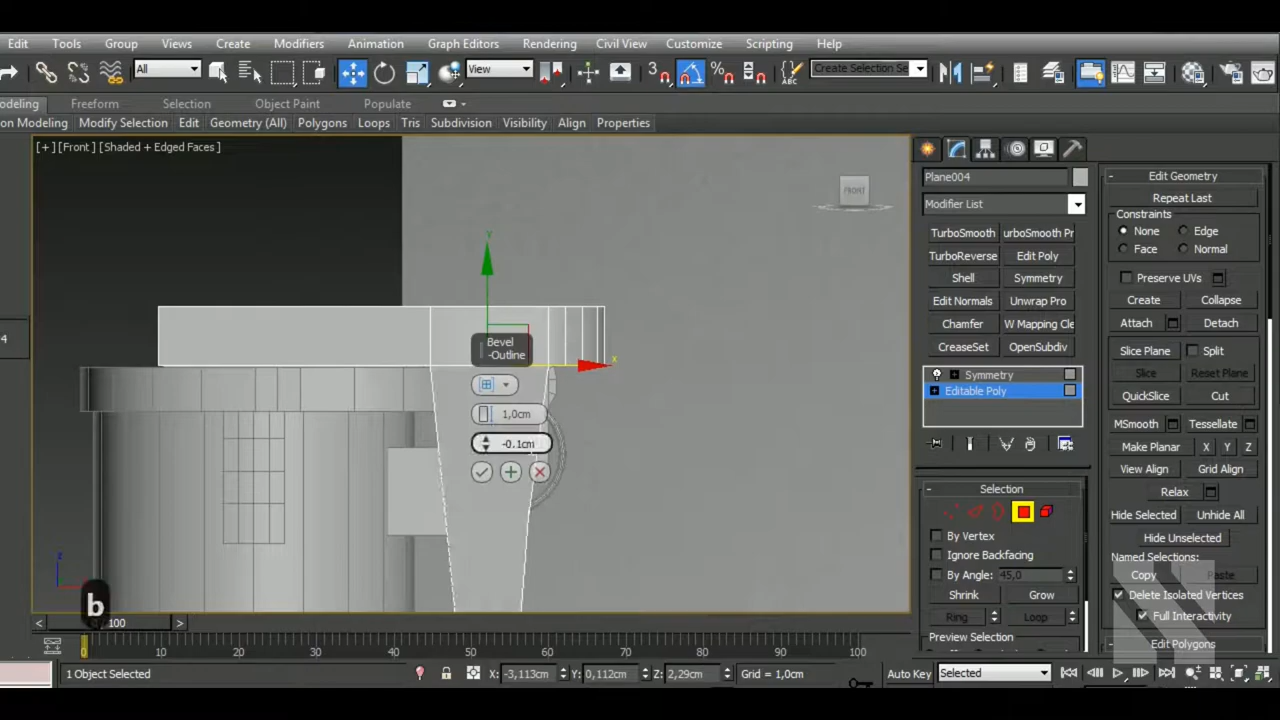 Edit Tools Group Views Create Modifiers Animation Graph Editors Rendering Civil View Customize Scripting Help
All View 3 Create Selection Se
odeling Freeform Selection Object Paint Populate
on Modeling Modify Selection Edit Geometry (All) Polygons Loops Tris Subdivision Visibility Align Properties
[+] [Front] [Shaded + Edged Faces ]
FRONT
Y
x
z
Bevel
-Outline
1,0cm
-0.1cm
b
4
Plane004
Modifier List
TurboSmooth urboSmooth Pr
TurboReverse Edit Poly
Shell Symmetry
Edit Normals Unwrap Pro
Chamfer W Mapping Cle
CreaseSet OpenSubdiv
Symmetry
Editable Poly
- Selection
By Vertex
Ignore Backfacing
By Angle: 45,0
Shrink Grow
Ring Loop
Preview Selection
- Edit Geometry
Repeat Last
Constraints
None Edge
Face Normal
Preserve UVs
Create Collapse
Attach Detach
Slice Plane Split
Slice Reset Plane
QuickSlice Cut
MSmooth Tessellate
Make Planar X Y Z
View Align Grid Align
Relax
Hide Selected Unhide All
Hide Unselected
Named Selections:
Copy Paste
Delete Isolated Vertices
Full Interactivity
- Edit Polygons
< 100 >
0 10 20 30 40 50 60 70 80 90 100
1 Object Selected X: -3,113cm Y: 0,112cm Z: 2,29cm Grid = 1,0cm Auto Key Selected